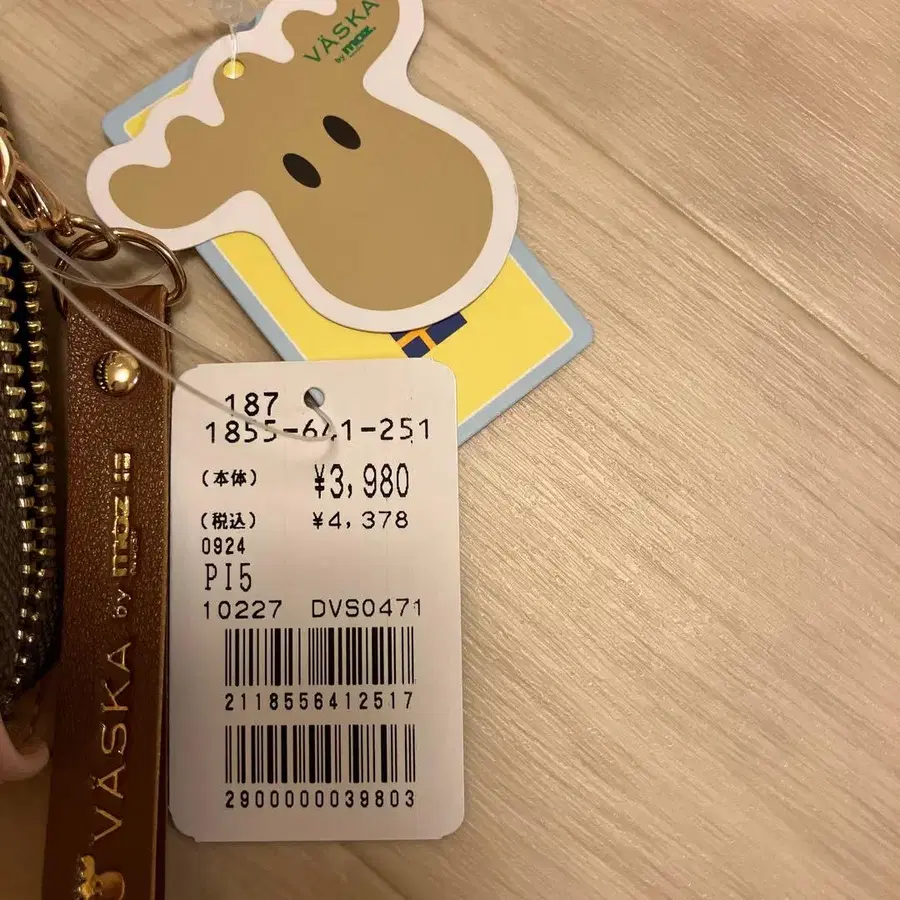 VÄSKA
by moz
187
1855-641-251
(本体) ¥3,980
(税込) ¥4,378
0924
PI5
10227 DVS0471
2118556412517
2900000039803
VÄSKA by moz